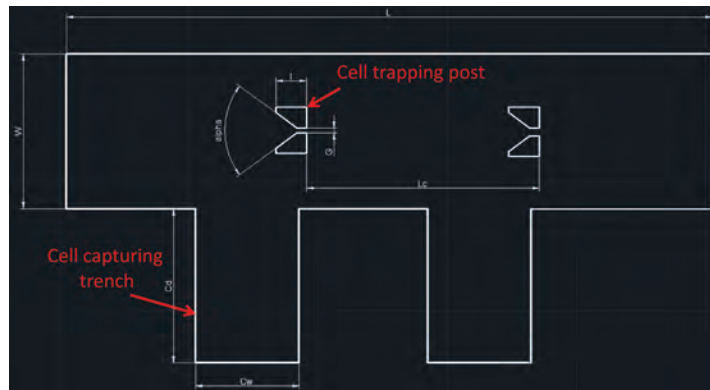 L
Cell trapping post
l
W
alpha
G
Lc
Cell capturing
trench
Cd
Cw